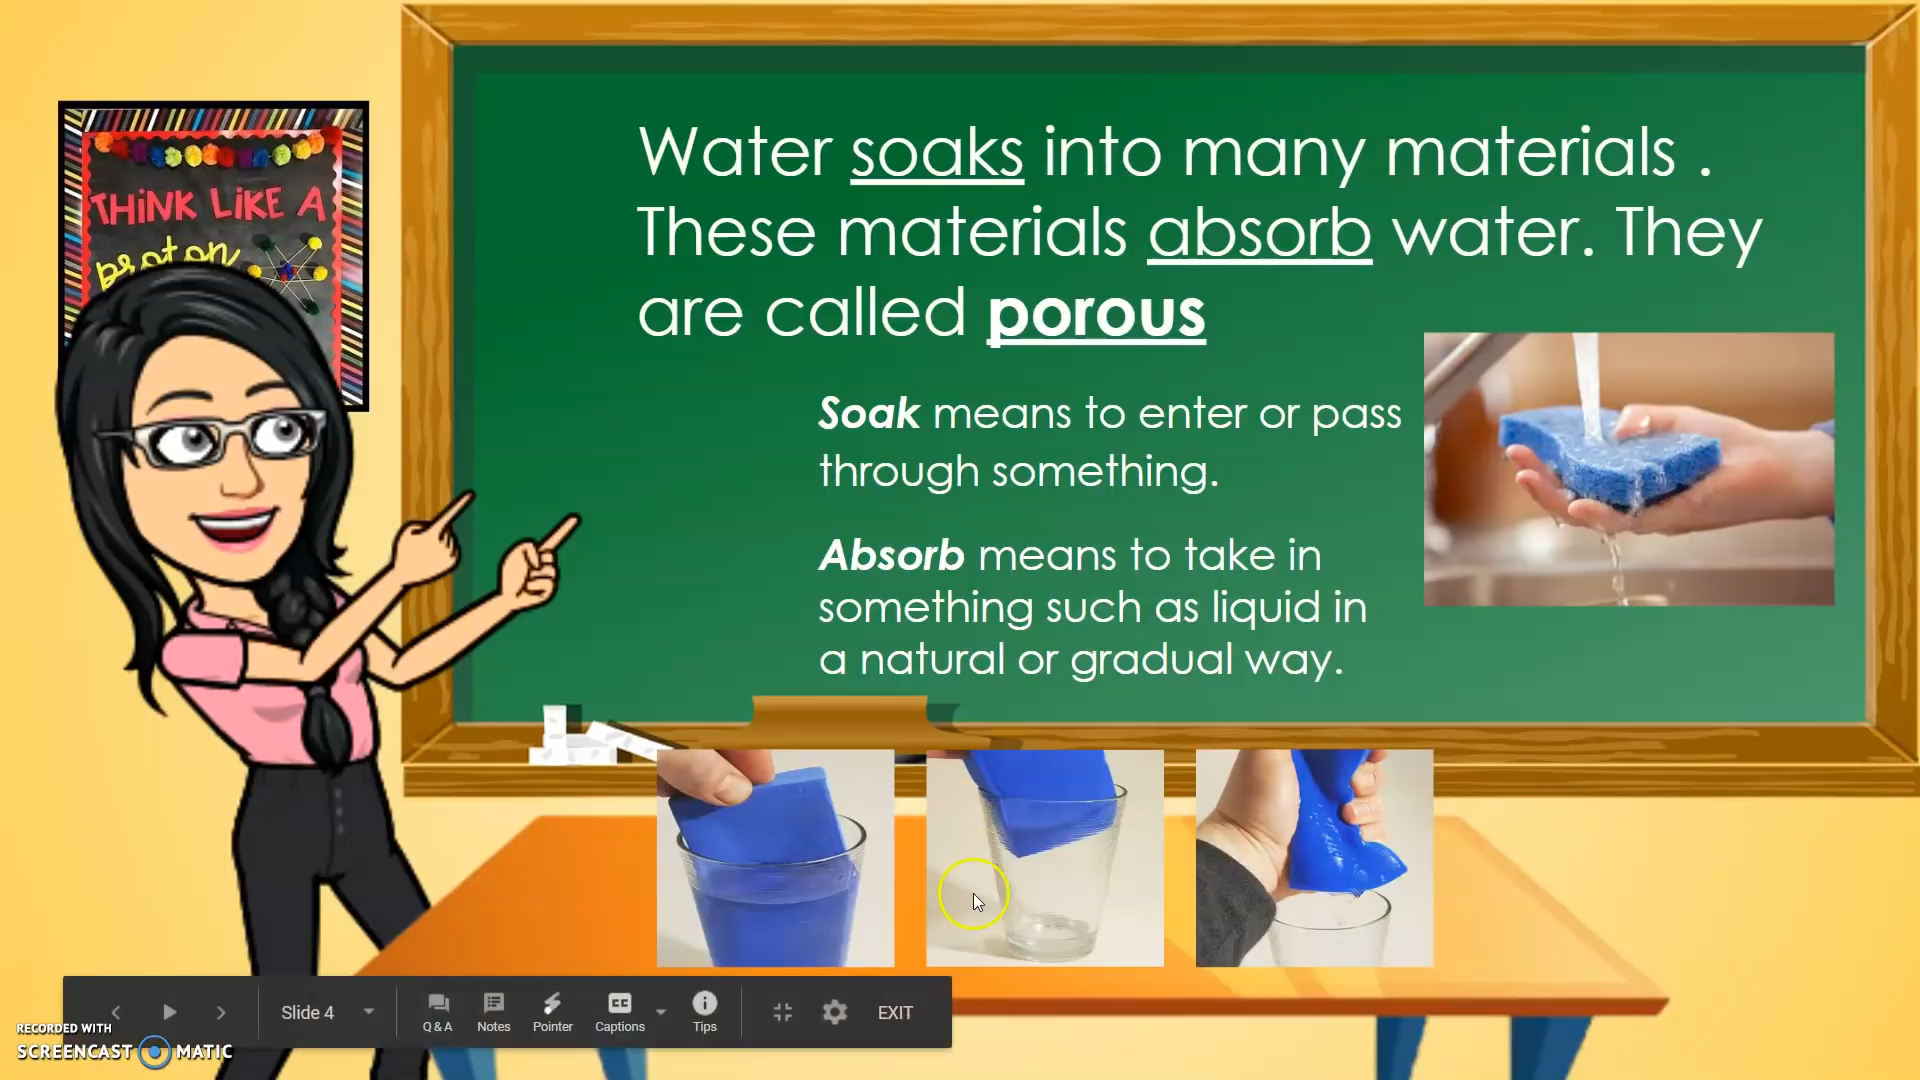 THiNK LiKE A
proton
Water soaks into many materials .
These materials absorb water. They
are called porous
Soak means to enter or pass
through something.
Absorb means to take in
something such as liquid in
a natural or gradual way.
Slide 4
Q & A
Notes
CC
Pointer
Captions
Tips
EXIT
RECORDED WITH
SCREENCAST MATIC